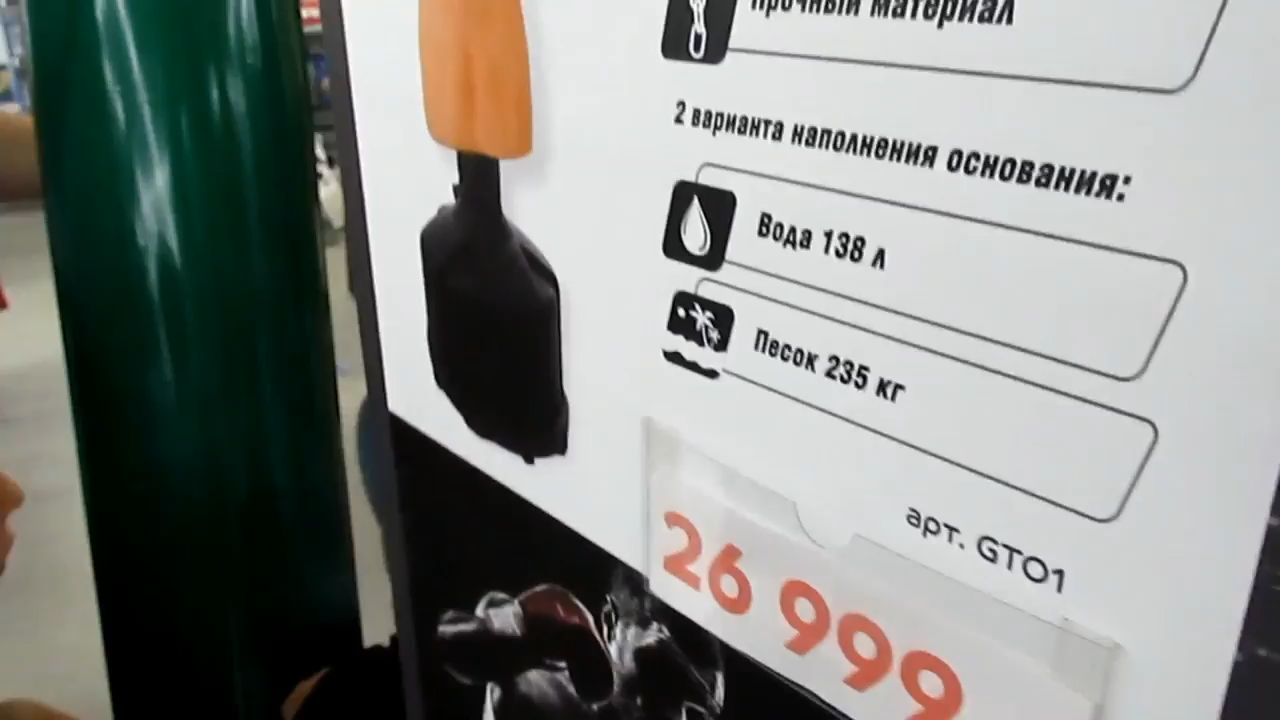 Прочный материал
2 варианта наполнения основания:
Вода 138 л
Песок 235 кг
арт. GTO1
26 999